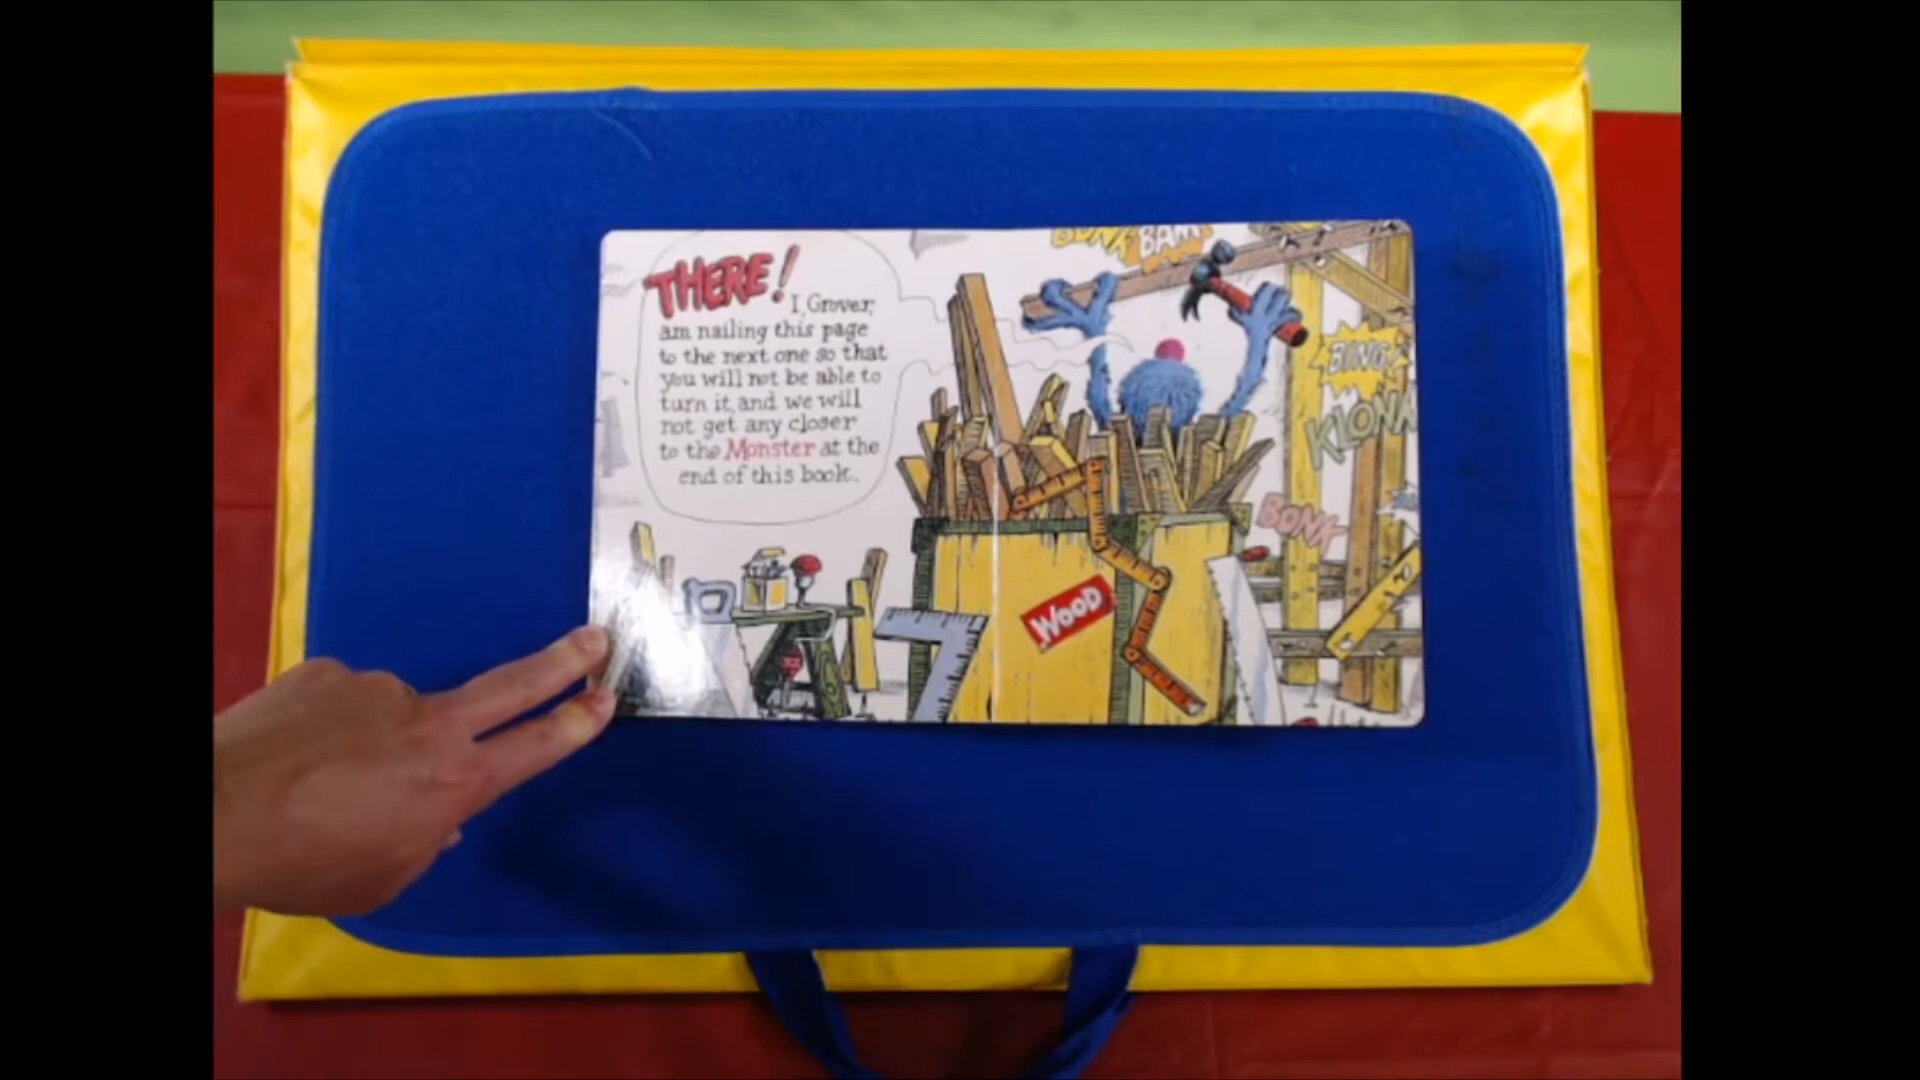 THERE! I, Grover,
am nailing this page
to the next one so that
you will not be able to
turn it, and we will
not get any closer
to the Monster at the
end of this book.
BONK
BAM
BING
KLONK
BONK
WOOD